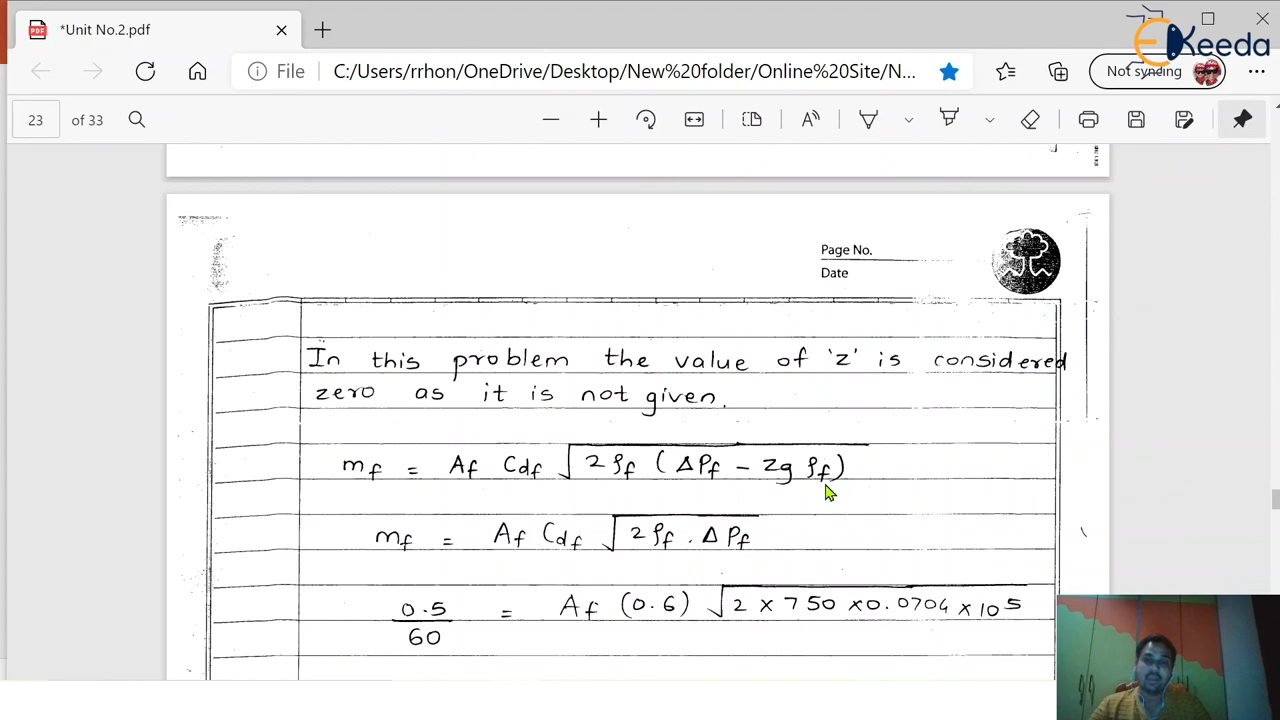 *Unit No.2.pdf
EKeeda
File
C:/Users/rrhon/OneDrive/Desktop/New%20folder/Online%20Site/N...
Not syncing
23 of 33
Page No.
Date
In this problem the value of 'z' is considered
zero as it is not given.
mf = Af Cdf √2ρf (ΔPf - zg ρf)
mf = Af Cdf √2ρf . ΔPf
0.5/60 = Af (0.6) √2 x 750 x 0.0704 x 10^5